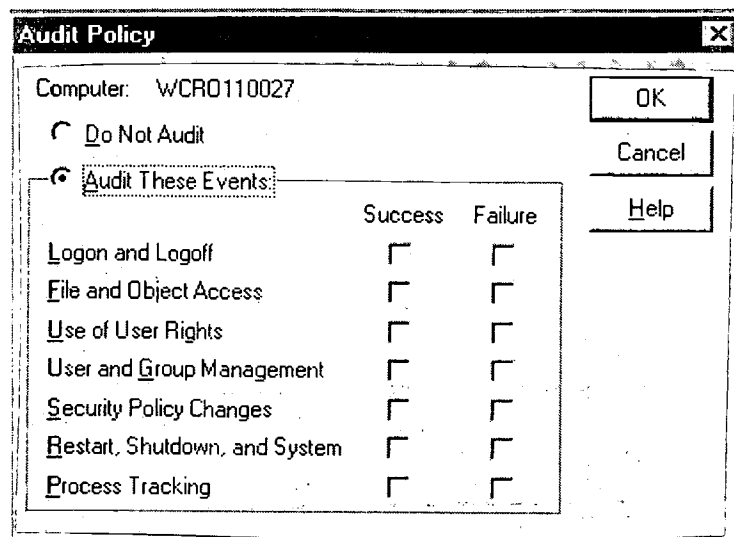 Audit Policy
Computer: WCRO110027
OK
Do Not Audit
Cancel
Audit These Events:
Help
Success Failure
Logon and Logoff
File and Object Access
Use of User Rights
User and Group Management
Security Policy Changes
Restart, Shutdown, and System
Process Tracking